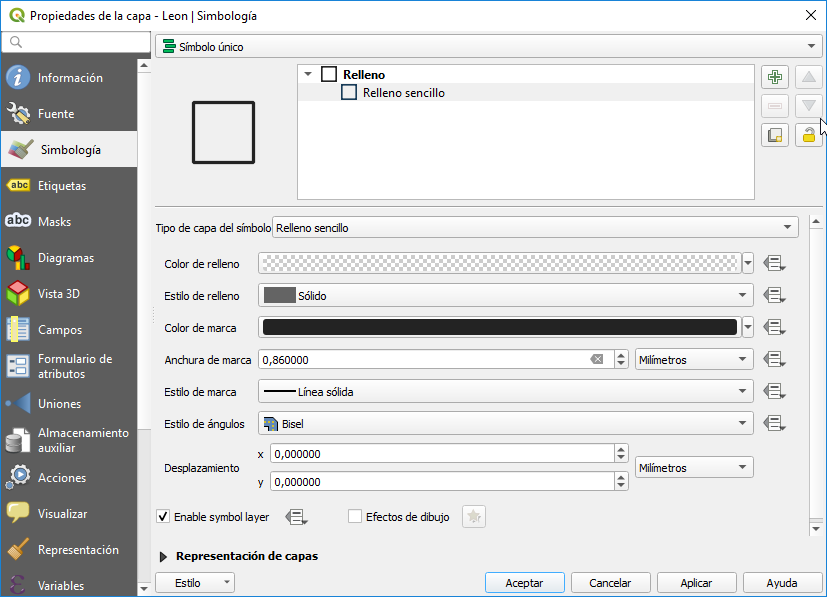 Propiedades de la capa - Leon | Simbología
Símbolo único
Información
Fuente
Simbología
abc Etiquetas
abc Masks
Diagramas
Vista 3D
Campos
Formulario de
atributos
Uniones
Almacenamiento
auxiliar
Acciones
Visualizar
Representación
Variables
Relleno
Relleno sencillo
Tipo de capa del símbolo Relleno sencillo
Color de relleno
Estilo de relleno Sólido
Color de marca
Anchura de marca 0,860000 Milímetros
Estilo de marca Línea sólida
Estilo de ángulos Bisel
Desplazamiento
x 0,000000
y 0,000000
Milímetros
Enable symbol layer Efectos de dibujo
Representación de capas
Estilo Aceptar Cancelar Aplicar Ayuda